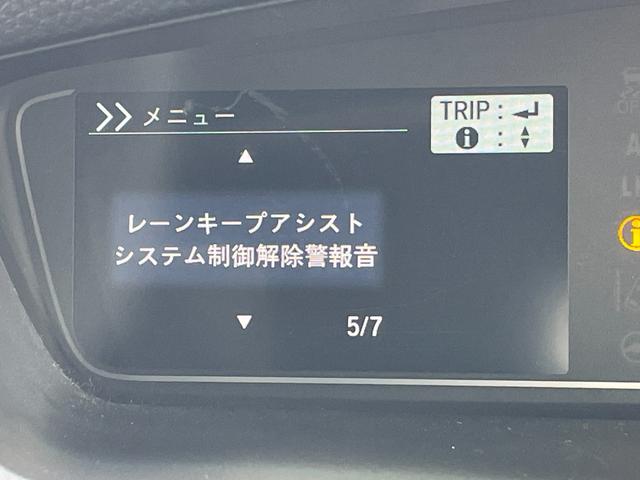 メニュー
TRIP :
:
レーンキープアシスト
システム制御解除警報音
5/7